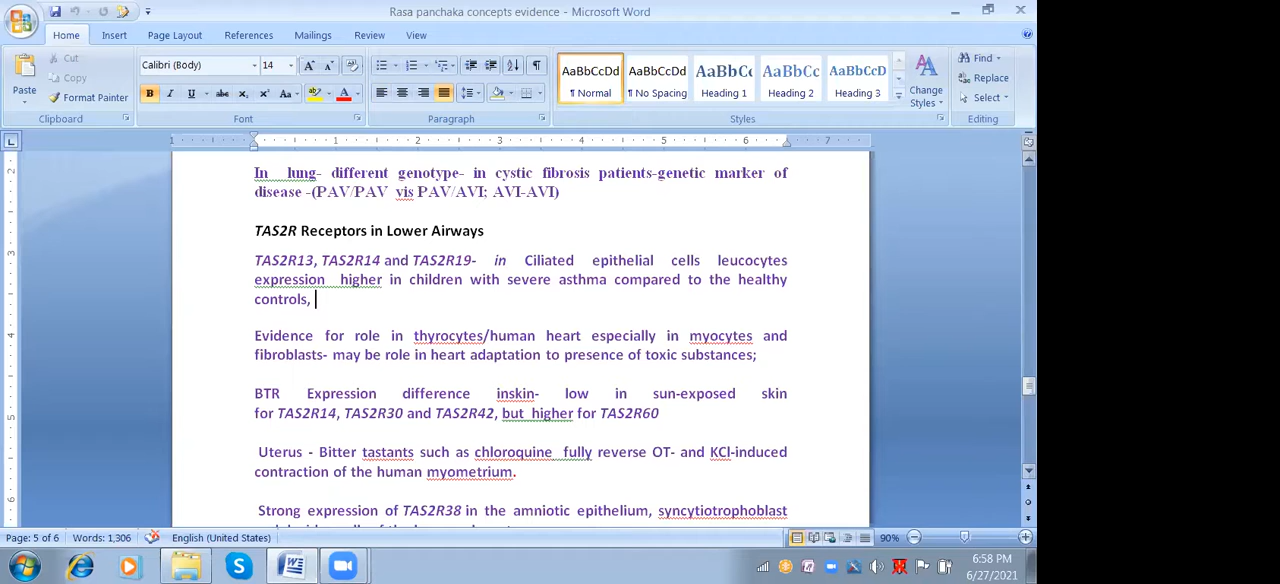 Rasa panchaka concepts evidence - Microsoft Word
Home Insert Page Layout References Mailings Review View
Cut
Copy
Format Painter
Paste
Clipboard
Calibri (Body) 14
Font
Paragraph
AaBbCcDd AaBbCcDd AaBbCc AaBbCc AaBbCcD
¶ Normal ¶ No Spacing Heading 1 Heading 2 Heading 3
Styles
Change
Styles
Find
Replace
Select
Editing
1 1 2 3 4 5 6 7
In lung- different genotype- in cystic fibrosis patients-genetic marker of
disease -(PAV/PAV vis PAV/AVI; AVI-AVI)
TAS2R Receptors in Lower Airways
TAS2R13, TAS2R14 and TAS2R19- in Ciliated epithelial cells leucocytes
expression higher in children with severe asthma compared to the healthy
controls,
Evidence for role in thyrocytes/human heart especially in myocytes and
fibroblasts- may be role in heart adaptation to presence of toxic substances;
BTR Expression difference inskin- low in sun-exposed skin
for TAS2R14, TAS2R30 and TAS2R42, but higher for TAS2R60
Uterus - Bitter tastants such as chloroquine fully reverse OT- and KCl-induced
contraction of the human myometrium.
Strong expression of TAS2R38 in the amniotic epithelium, syncytiotrophoblast
Page: 5 of 6 Words: 1,306 English (United States) 90%
6:58 PM
6/27/2021